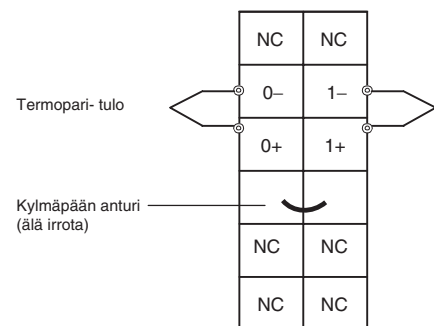 NC NC
Termopari- tulo
0– 1–
0+ 1+
Kylmäpään anturi
(älä irrota)
NC NC
NC NC